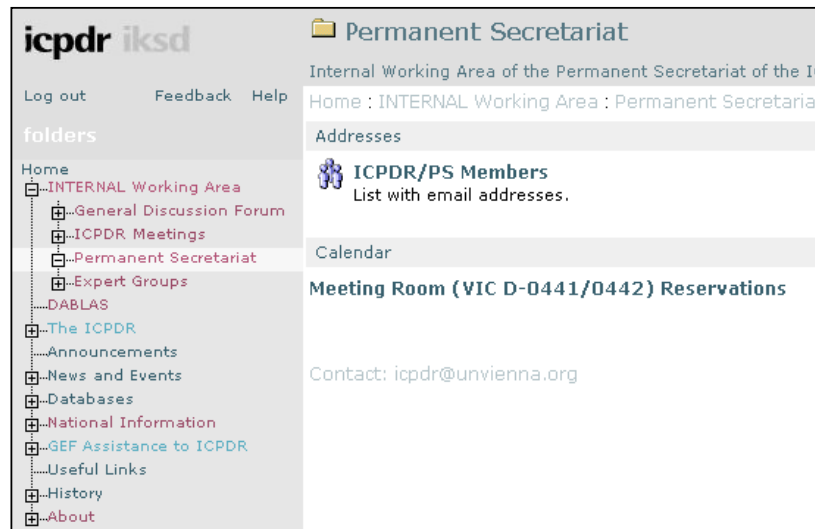 icpdr iksd
Log out Feedback Help
folders
Home
INTERNAL Working Area
General Discussion Forum
ICPDR Meetings
Permanent Secretariat
Expert Groups
DABLAS
The ICPDR
Announcements
News and Events
Databases
National Information
GEF Assistance to ICPDR
Useful Links
History
About
Permanent Secretariat
Internal Working Area of the Permanent Secretariat of the
Home : INTERNAL Working Area : Permanent
Addresses
ICPDR/PS Members
List with email addresses.
Calendar
Meeting Room (VIC D-0441/0442) Reservations
Contact: icpdr@unvienna.org